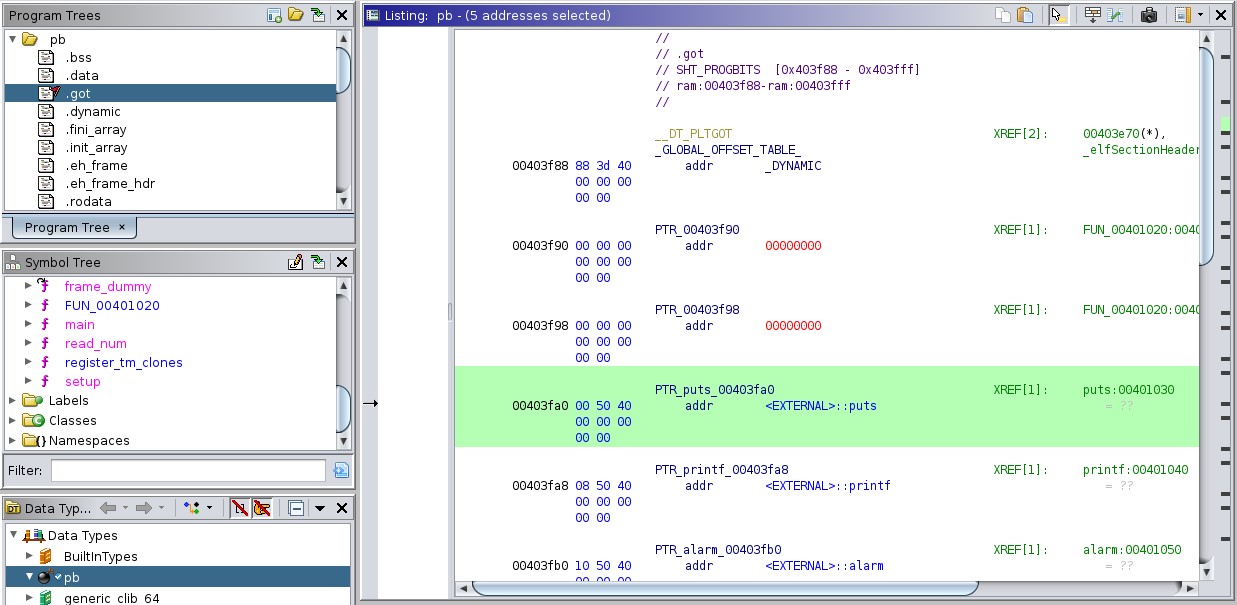 Program Trees
pb
.bss
.data
.got
.dynamic
.fini_array
.init_array
.eh_frame
.eh_frame_hdr
.rodata
Program Tree ×
Symbol Tree
frame_dummy
FUN_00401020
main
read_num
register_tm_clones
setup
Labels
Classes
Namespaces
Filter:
Data Typ...
Data Types
BuiltInTypes
pb
generic_clib_64
Listing: pb - (5 addresses selected)
//
// .got
// SHT_PROGBITS [0x403f88 - 0x403fff]
// ram:00403f88-ram:00403fff
//
__DT_PLTGOT XREF[2]: 00403e70(*),
_GLOBAL_OFFSET_TABLE_ _elfSectionHeader
00403f88 88 3d 40 addr _DYNAMIC
00 00 00
00 00
PTR_00403f90 XREF[1]: FUN_00401020:0040
00403f90 00 00 00 addr 00000000
00 00 00
00 00
PTR_00403f98 XREF[1]: FUN_00401020:0040
00403f98 00 00 00 addr 00000000
00 00 00
00 00
PTR_puts_00403fa0 XREF[1]: puts:00401030
00403fa0 00 50 40 addr <EXTERNAL>::puts = ??
00 00 00
00 00
PTR_printf_00403fa8 XREF[1]: printf:00401040
00403fa8 08 50 40 addr <EXTERNAL>::printf = ??
00 00 00
00 00
PTR_alarm_00403fb0 XREF[1]: alarm:00401050
00403fb0 10 50 40 addr <EXTERNAL>::alarm = ??
00 00 00